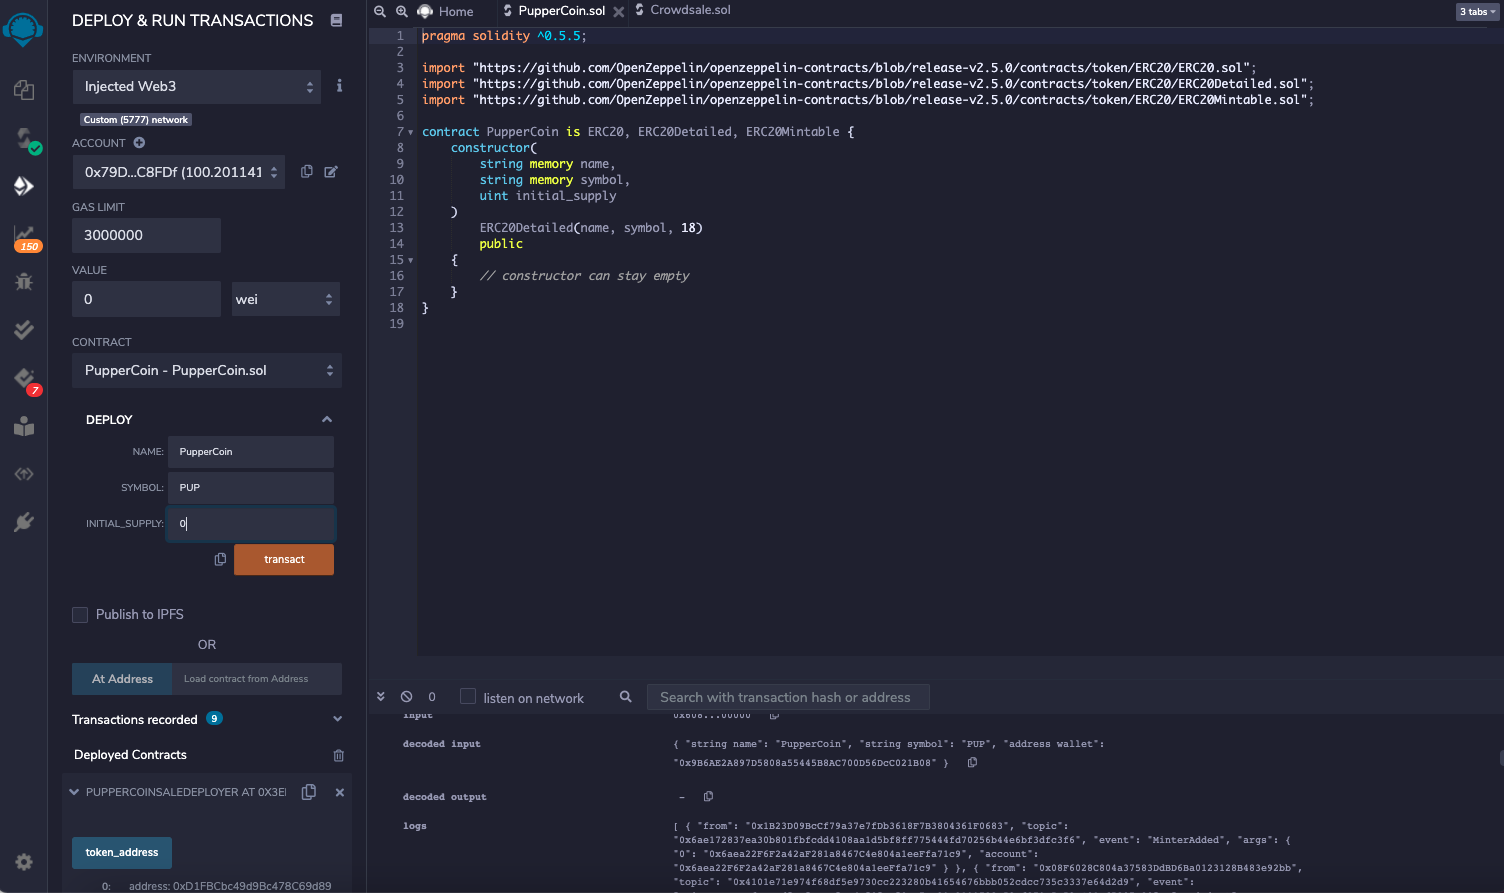 DEPLOY & RUN TRANSACTIONS
ENVIRONMENT
Injected Web3
Custom (5777) network
ACCOUNT
0x79D...C8FDf (100.201141
GAS LIMIT
3000000
VALUE
0
wei
CONTRACT
PupperCoin - PupperCoin.sol
DEPLOY
NAME: PupperCoin
SYMBOL: PUP
INITIAL_SUPPLY: 0
transact
Publish to IPFS
OR
At Address
Load contract from Address
Transactions recorded 9
Deployed Contracts
PUPPERCOINSALEDEPLOYER AT 0X3E
token_address
0: address: 0xD1FBCbc49d9Bc478C69d89
150
7
Home
PupperCoin.sol
Crowdsale.sol
3 tabs
1 pragma solidity ^0.5.5;
2
3 import "https://github.com/OpenZeppelin/openzeppelin-contracts/blob/release-v2.5.0/contracts/token/ERC20/ERC20.sol";
4 import "https://github.com/OpenZeppelin/openzeppelin-contracts/blob/release-v2.5.0/contracts/token/ERC20/ERC20Detailed.sol";
5 import "https://github.com/OpenZeppelin/openzeppelin-contracts/blob/release-v2.5.0/contracts/token/ERC20/ERC20Mintable.sol";
6
7 contract PupperCoin is ERC20, ERC20Detailed, ERC20Mintable {
8 constructor(
9 string memory name,
10 string memory symbol,
11 uint initial_supply
12 )
13 ERC20Detailed(name, symbol, 18)
14 public
15 {
16 // constructor can stay empty
17 }
18 }
19
0
listen on network
Search with transaction hash or address
input 0x608...00000
decoded input { "string name": "PupperCoin", "string symbol": "PUP", "address wallet":
"0x9B6AE2A897D5808a55445B8AC700D56DcC021B08" }
decoded output -
logs [ { "from": "0x1B23D09BcCf79a37e7fDb3618F7B3804361F0683", "topic":
"0x6ae172837ea30b801fbfcdd4108aa1d5bf8ff775444fd70256b44e6bf3dfc3f6", "event": "MinterAdded", "args": {
"0": "0x6aea22F6F2a42aF281a8467C4e804a1eeFfa71c9", "account":
"0x6aea22F6F2a42aF281a8467C4e804a1eeFfa71c9" } }, { "from": "0x08F6028C804a37583DdBD6Ba0123128B483e92bb",
"topic": "0x4101e71e974f68df5e9730cc223280b41654676bbb052cdcc735c3337e64d2d9", "event":